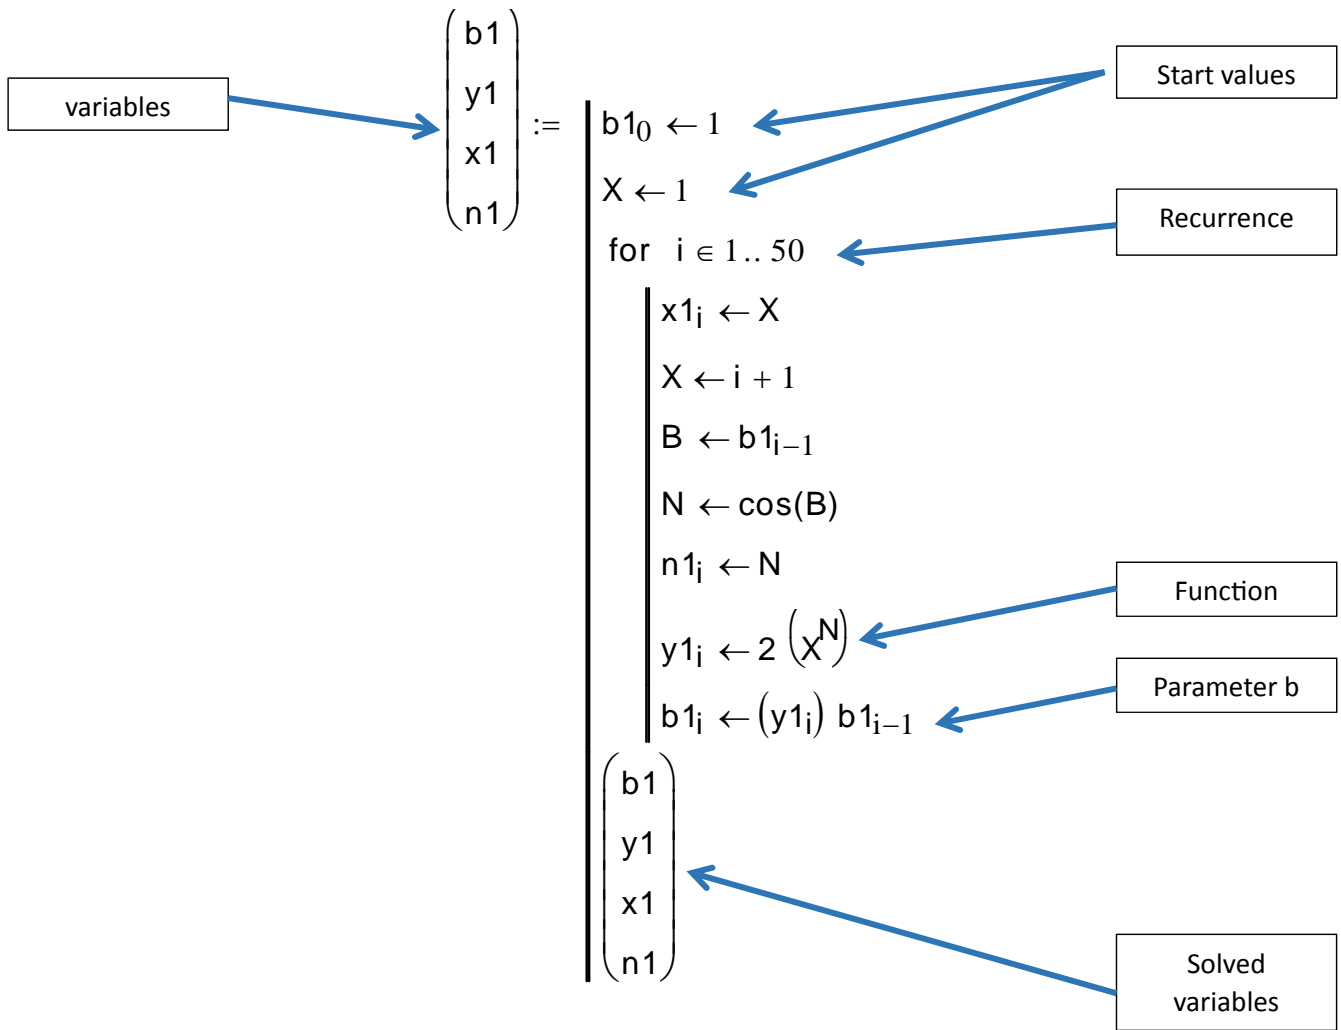 b1
y1
x1
n1
:=
variables
Start values
b1₀ ← 1
X ← 1
Recurrence
for i ∈ 1 .. 50
x1ᵢ ← X
X ← i + 1
B ← b1ᵢ₋₁
N ← cos(B)
n1ᵢ ← N
Function
y1ᵢ ← 2 (X^N)
Parameter b
b1ᵢ ← (y1ᵢ) b1ᵢ₋₁
b1
y1
x1
n1
Solved
variables